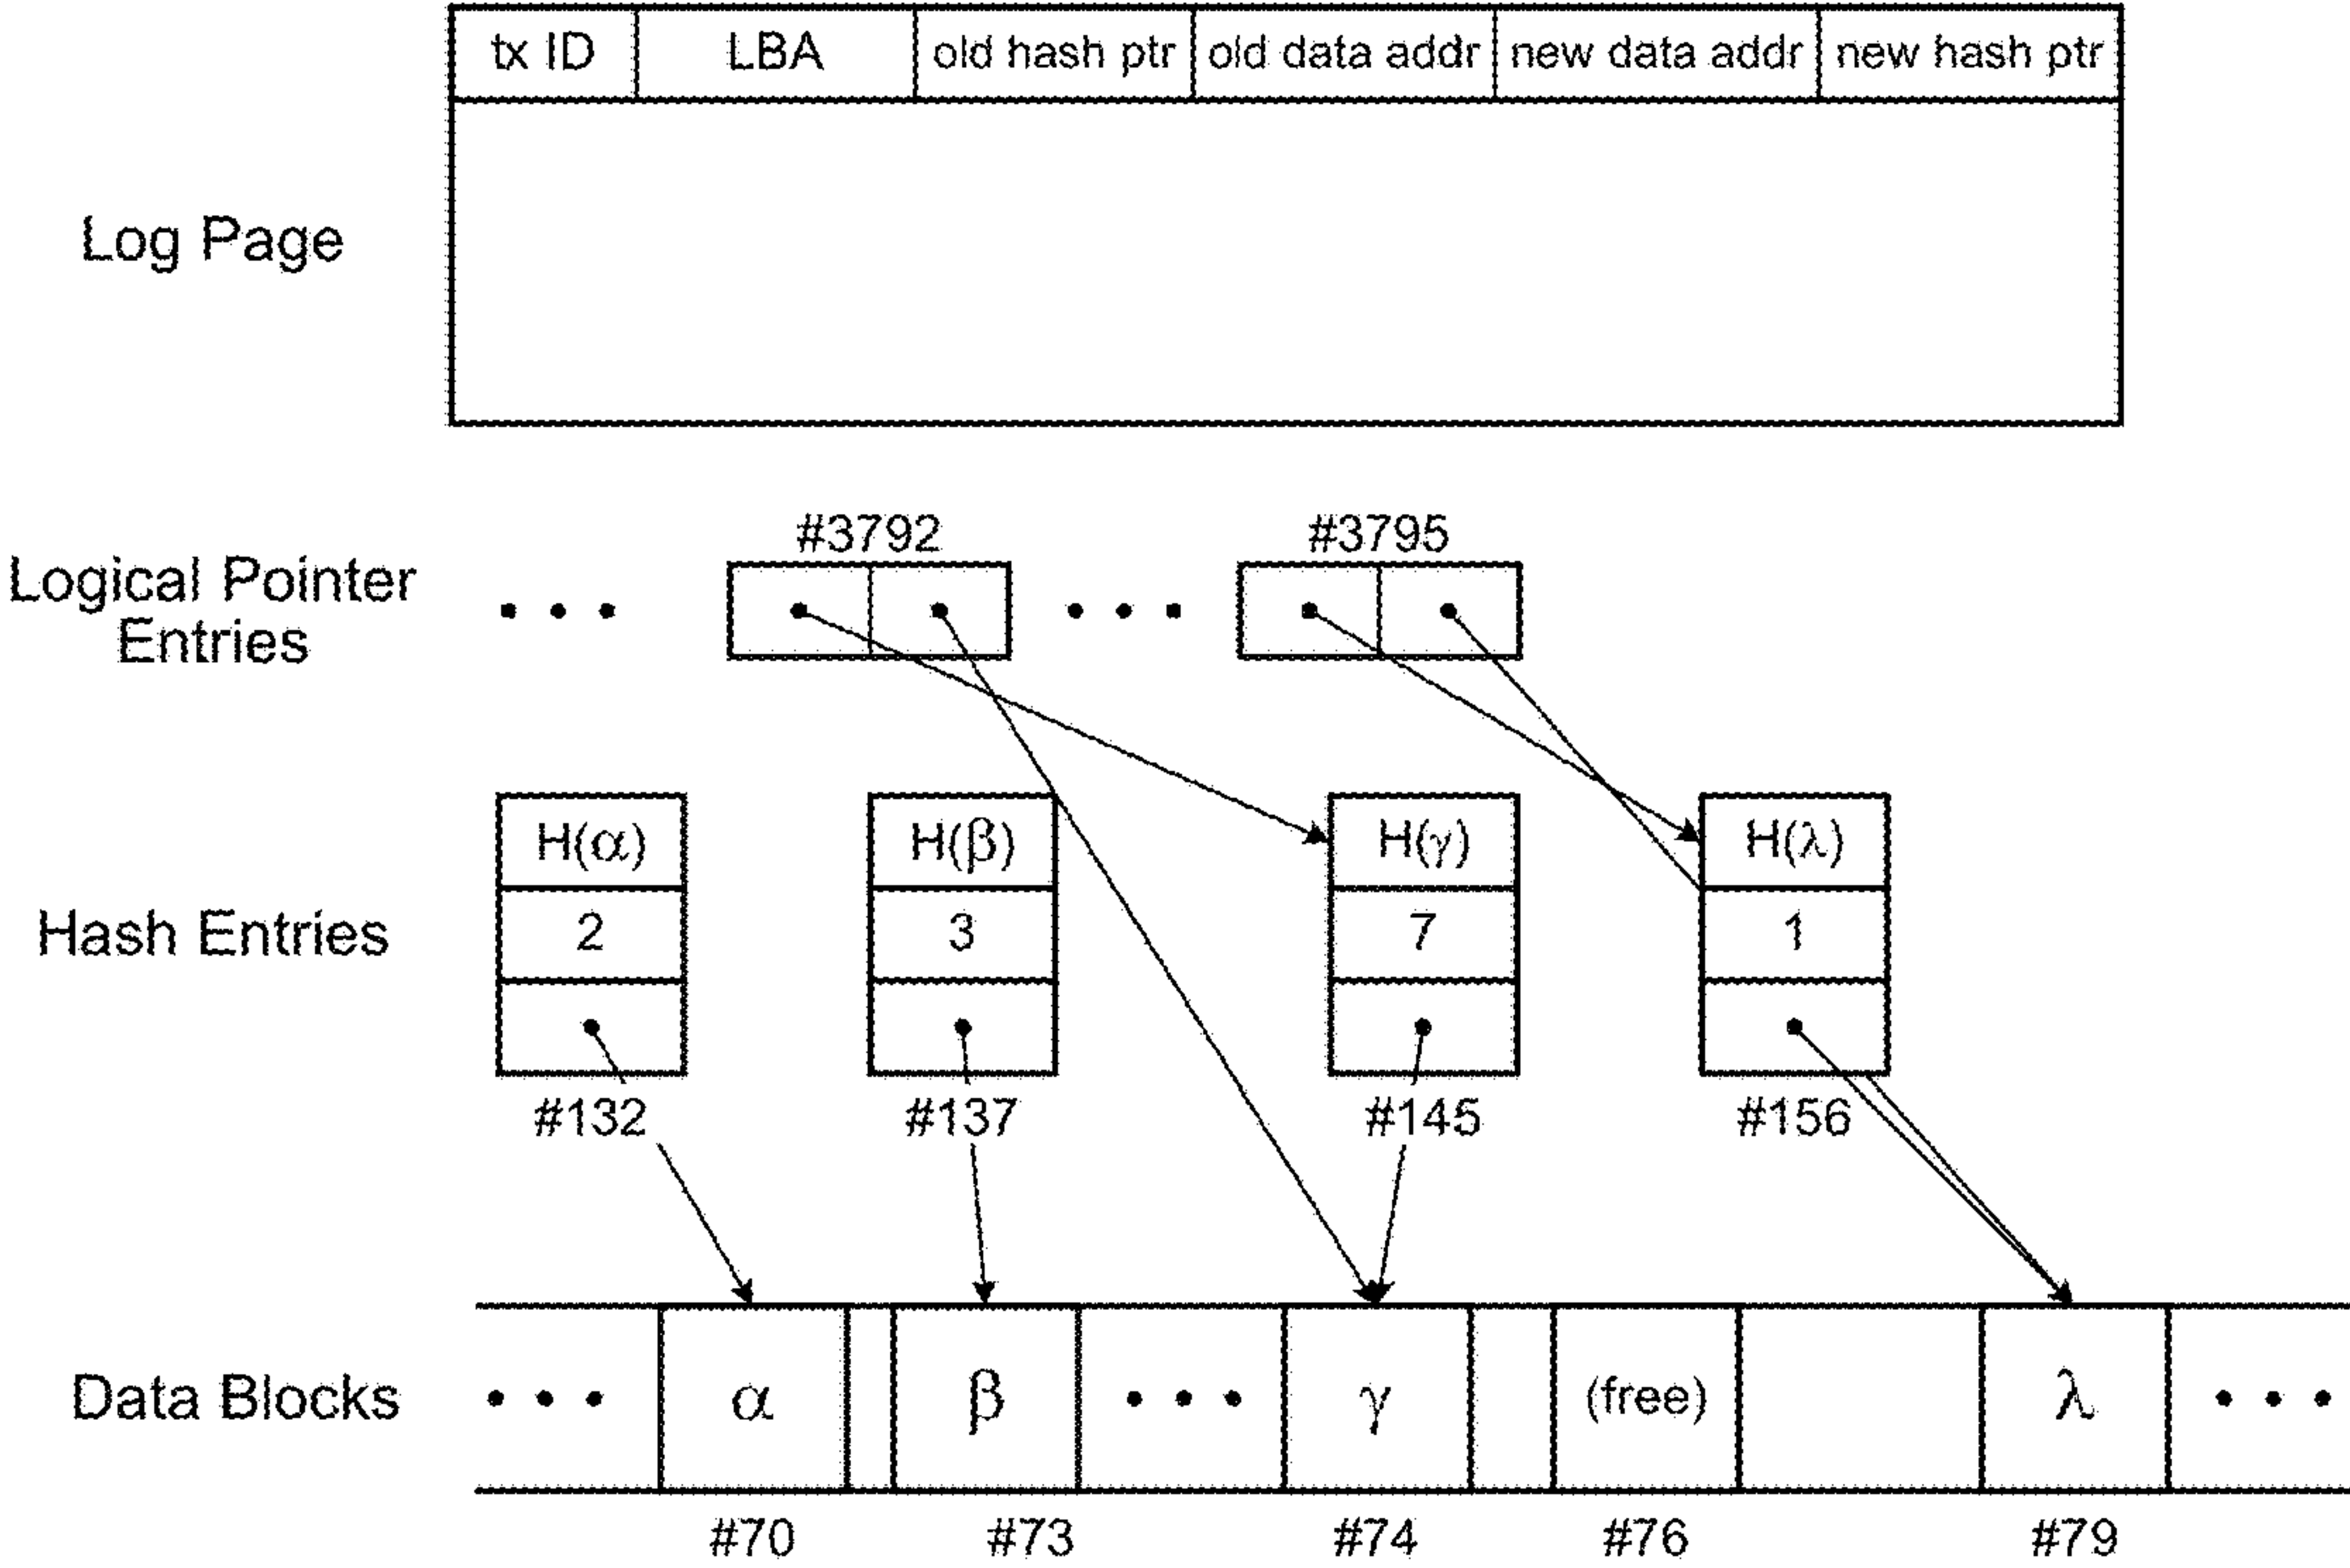 tx ID LBA old hash ptr old data addr new data addr new hash ptr
Log Page
#3792 #3795
Logical Pointer
Entries
H(α) H(β) H(γ) H(λ)
Hash Entries 2 3 7 1
#132 #137 #145 #156
Data Blocks α β γ (free) λ
#70 #73 #74 #76 #79